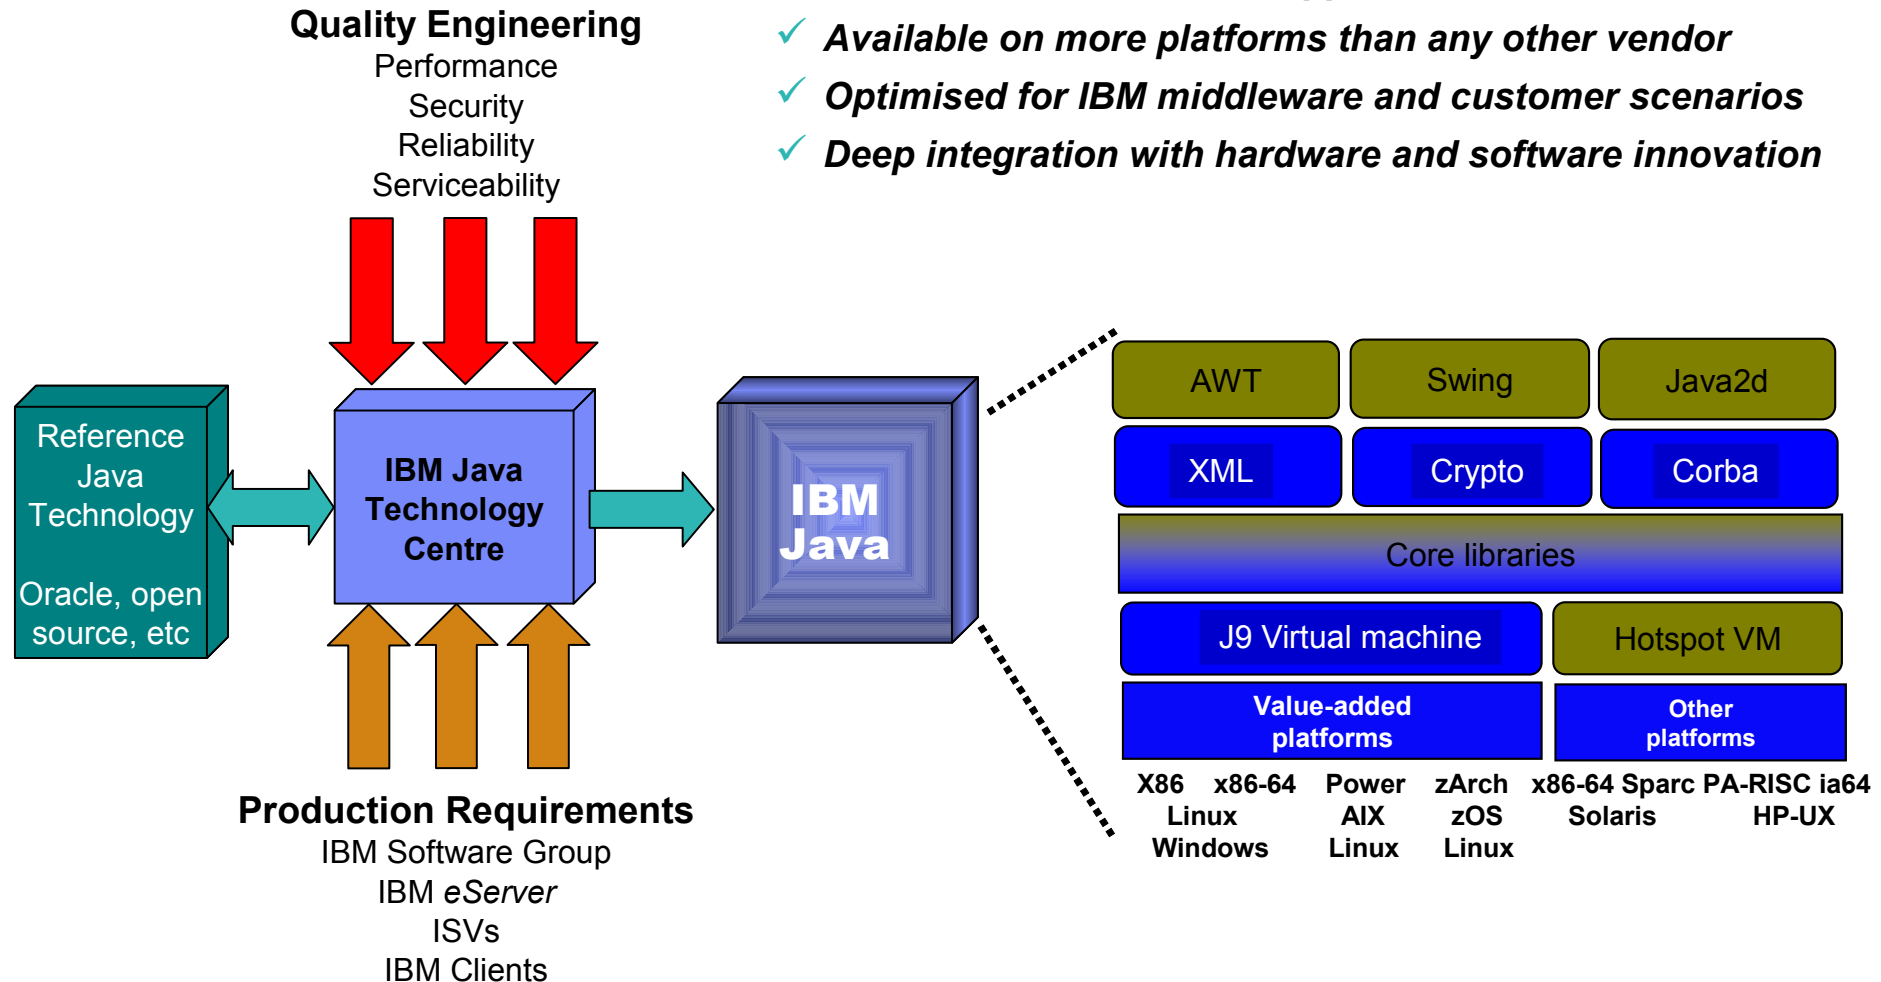 Quality Engineering
Performance
Security
Reliability
Serviceability
Available on more platforms than any other vendor
Optimised for IBM middleware and customer scenarios
Deep integration with hardware and software innovation
Reference
Java
Technology
Oracle, open
source, etc
IBM Java
Technology
Centre
IBM
Java
Production Requirements
IBM Software Group
IBM eServer
ISVs
IBM Clients
AWT Swing Java2d
XML Crypto Corba
Core libraries
J9 Virtual machine Hotspot VM
Value-added
platforms
Other
platforms
X86 x86-64 Power zArch x86-64 Sparc PA-RISC ia64
Linux AIX zOS Solaris HP-UX
Windows Linux Linux